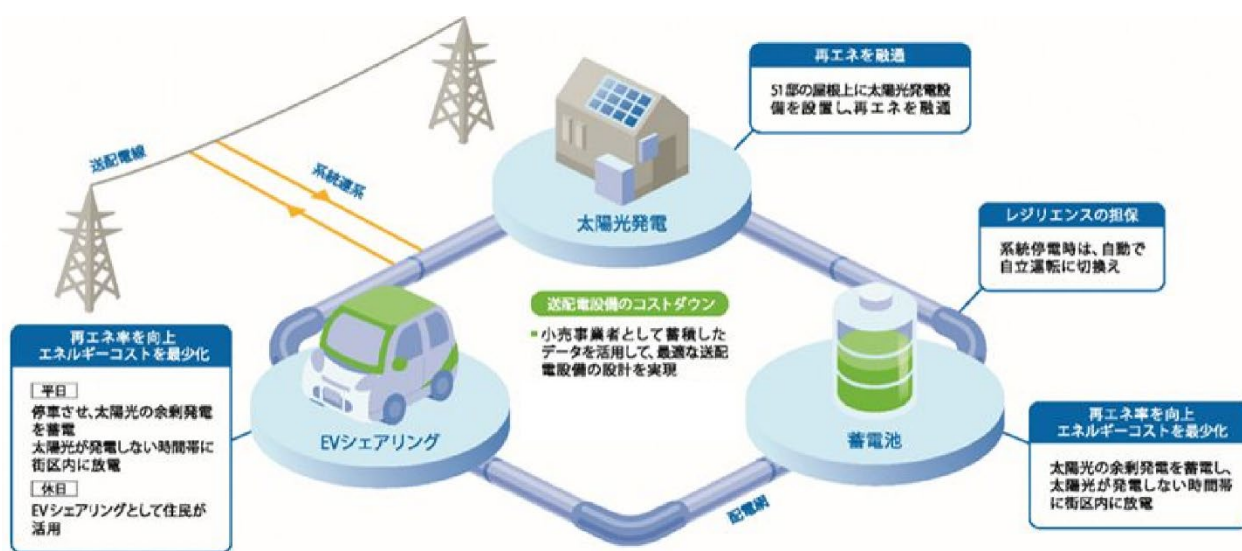 再エネを融通
51邸の屋根上に太陽光発電設
備を設置し、再エネを融通
送配電線
系統連系
太陽光発電
レジリエンスの担保
系統停電時は、自動で
自立運転に切換え
送配電設備のコストダウン
小売事業者として蓄積した
データを活用して、最適な送配
電設備の設計を実現
再エネ率を向上
エネルギーコストを最少化
平日
停車させ、太陽光の余剰発電
を蓄電
太陽光が発電しない時間帯に
街区内に放電
休日
EVシェアリングとして住民が
活用
EVシェアリング
蓄電池
再エネ率を向上
エネルギーコストを最少化
太陽光の余剰発電を蓄電し、
太陽光が発電しない時間帯
に街区内に放電
配電網